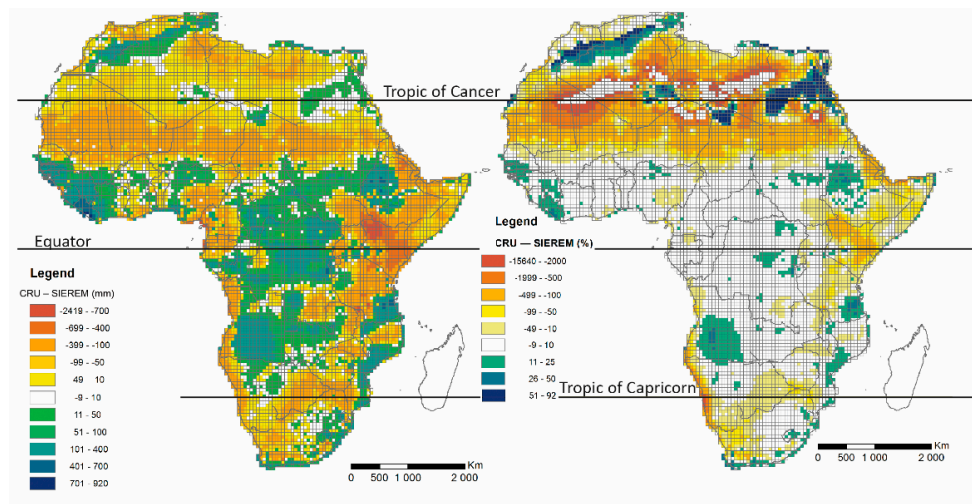 Tropic of Cancer
Equator
Legend
CRU – SIEREM (mm)
-2419 - -700
-699 - -400
-399 - -100
-99 - -50
49 10
-9 - 10
11 - 50
51 - 100
101 - 400
401 - 700
701 - 920
Km
0 500 1 000 2 000
Legend
CRU — SIEREM (%)
-15640 - -2000
-1999 - -500
-499 - -100
-99 - -50
-49 - -10
-9 - 10
11 - 25
26 - 50
51 - 92
Tropic of Capricorn
Km
0 500 1 000 2 000